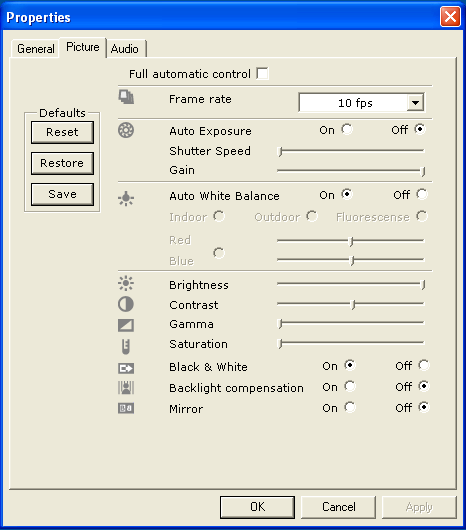 Properties
General Picture Audio
Full automatic control
Frame rate 10 fps
Defaults
Reset
Restore
Save
Auto Exposure On Off
Shutter Speed
Gain
Auto White Balance On Off
Indoor Outdoor Fluorescense
Red
Blue
Brightness
Contrast
Gamma
Saturation
Black & White On Off
Backlight compensation On Off
Mirror On Off
OK Cancel Apply